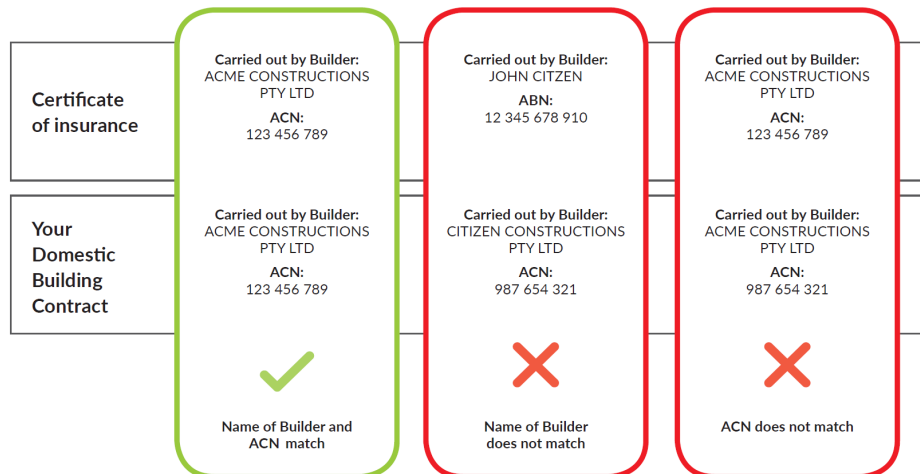 Certificate
of insurance
Carried out by Builder:
ACME CONSTRUCTIONS
PTY LTD
ACN:
123 456 789
Carried out by Builder:
JOHN CITZEN
ABN:
12 345 678 910
Carried out by Builder:
ACME CONSTRUCTIONS
PTY LTD
ACN:
123 456 789
Your
Domestic
Building
Contract
Carried out by Builder:
ACME CONSTRUCTIONS
PTY LTD
ACN:
123 456 789
Carried out by Builder:
CITIZEN CONSTRUCTIONS
PTY LTD
ACN:
987 654 321
Carried out by Builder:
ACME CONSTRUCTIONS
PTY LTD
ACN:
987 654 321
Name of Builder and
ACN match
Name of Builder
does not match
ACN does not match